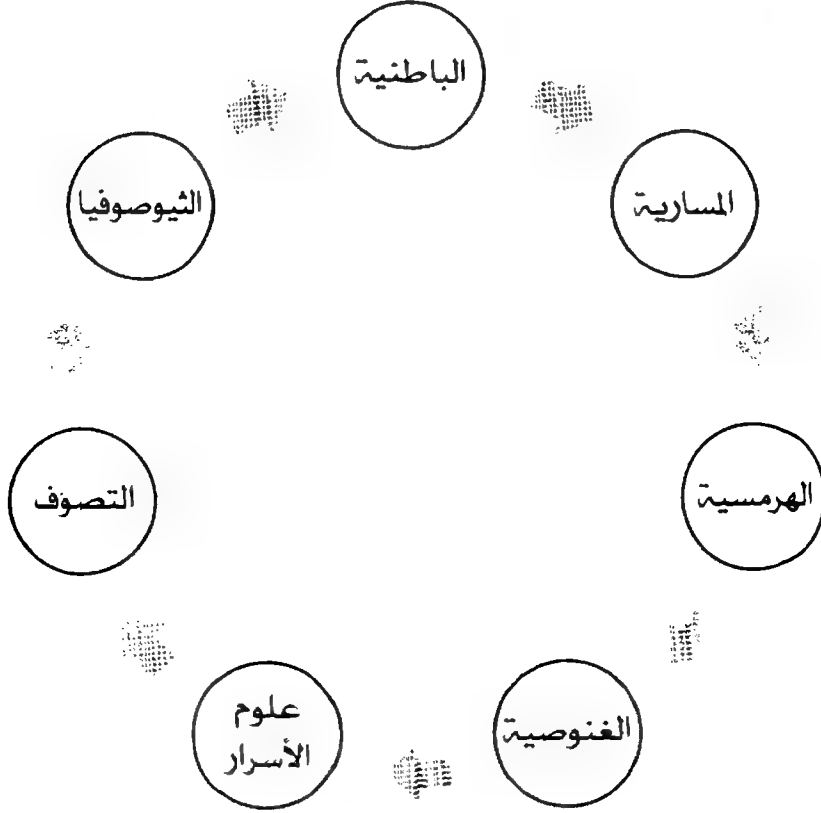 الباطنية
المسارية
الهرمسية
الغنوصية
علوم
الأسرار
التصوف
الثيوصوفيا